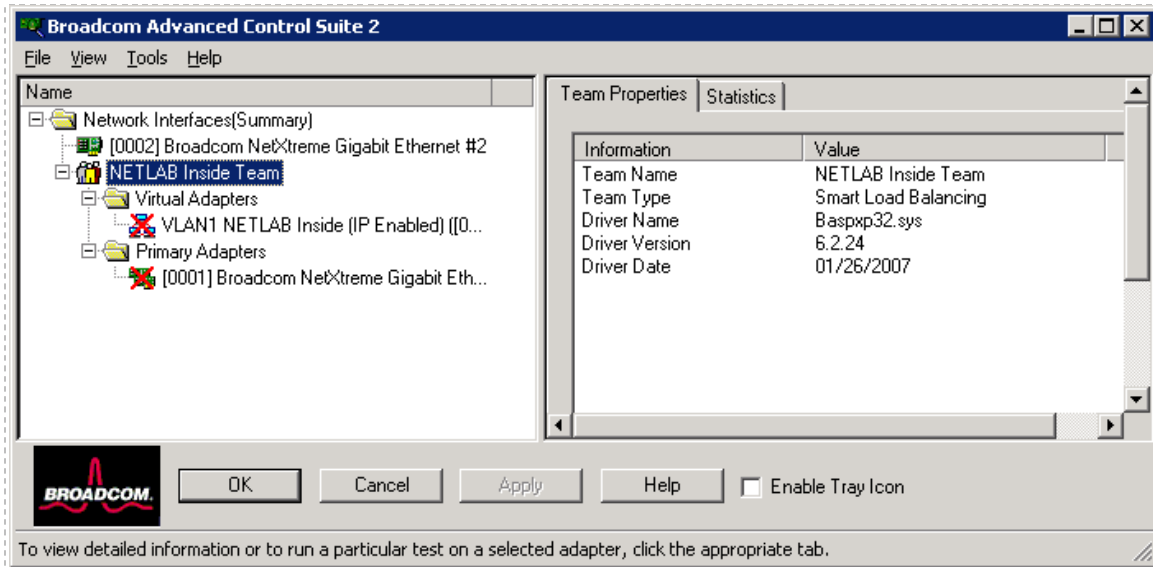 Broadcom Advanced Control Suite 2
File View Tools Help
Name
Network Interfaces(Summary)
[0002] Broadcom NetXtreme Gigabit Ethernet #2
NETLAB Inside Team
Virtual Adapters
VLAN1 NETLAB Inside (IP Enabled) ([0...
Primary Adapters
[0001] Broadcom NetXtreme Gigabit Eth...
Team Properties Statistics
Information Value
Team Name NETLAB Inside Team
Team Type Smart Load Balancing
Driver Name Baspxp32.sys
Driver Version 6.2.24
Driver Date 01/26/2007
BROADCOM.
OK Cancel Apply Help Enable Tray Icon
To view detailed information or to run a particular test on a selected adapter, click the appropriate tab.